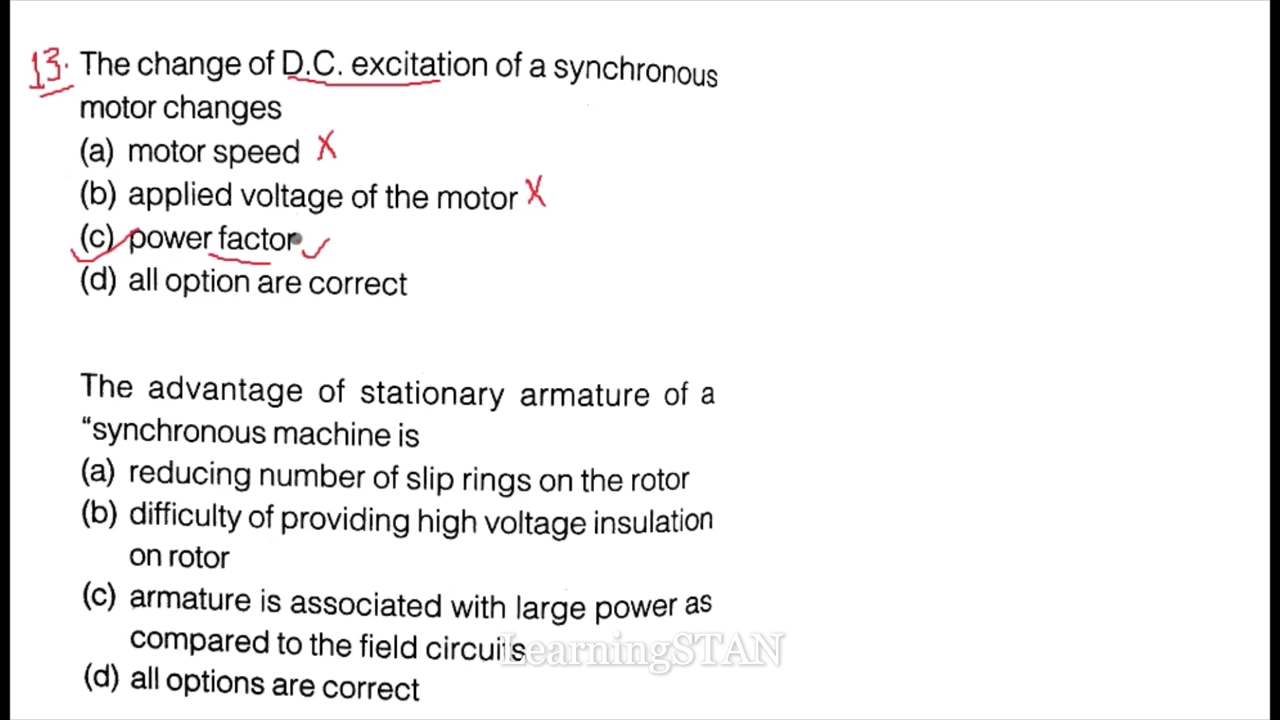 13. The change of D.C. excitation of a synchronous
motor changes
(a) motor speed X
(b) applied voltage of the motor X
(c) power factor ✓
(d) all option are correct
The advantage of stationary armature of a
“synchronous machine is
(a) reducing number of slip rings on the rotor
(b) difficulty of providing high voltage insulation
on rotor
(c) armature is associated with large power as
compared to the field circuits
LearningSTAN
(d) all options are correct